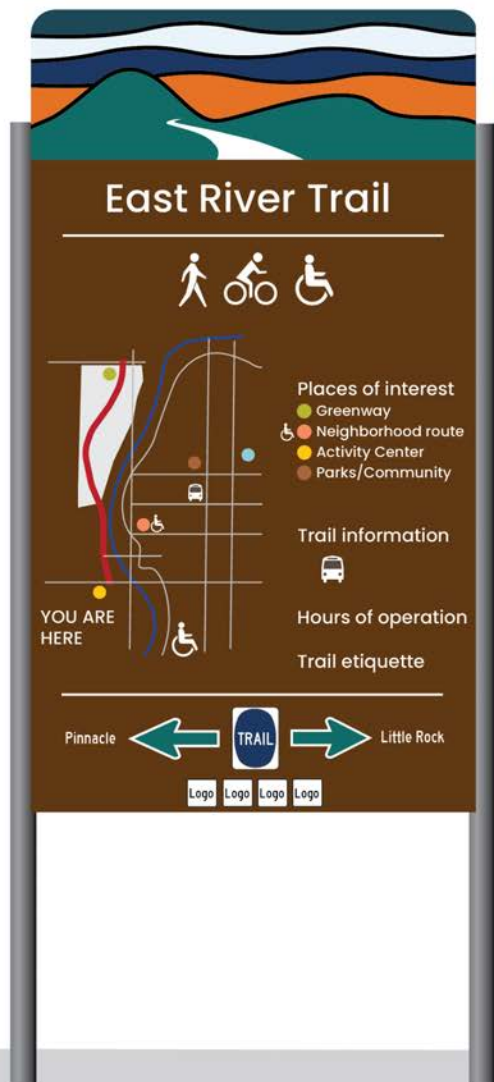 East River Trail
Places of interest
Greenway
Neighborhood route
Activity Center
Parks/Community
Trail information
YOU ARE
HERE
Hours of operation
Trail etiquette
Pinnacle
TRAIL
Little Rock
Logo
Logo
Logo
Logo